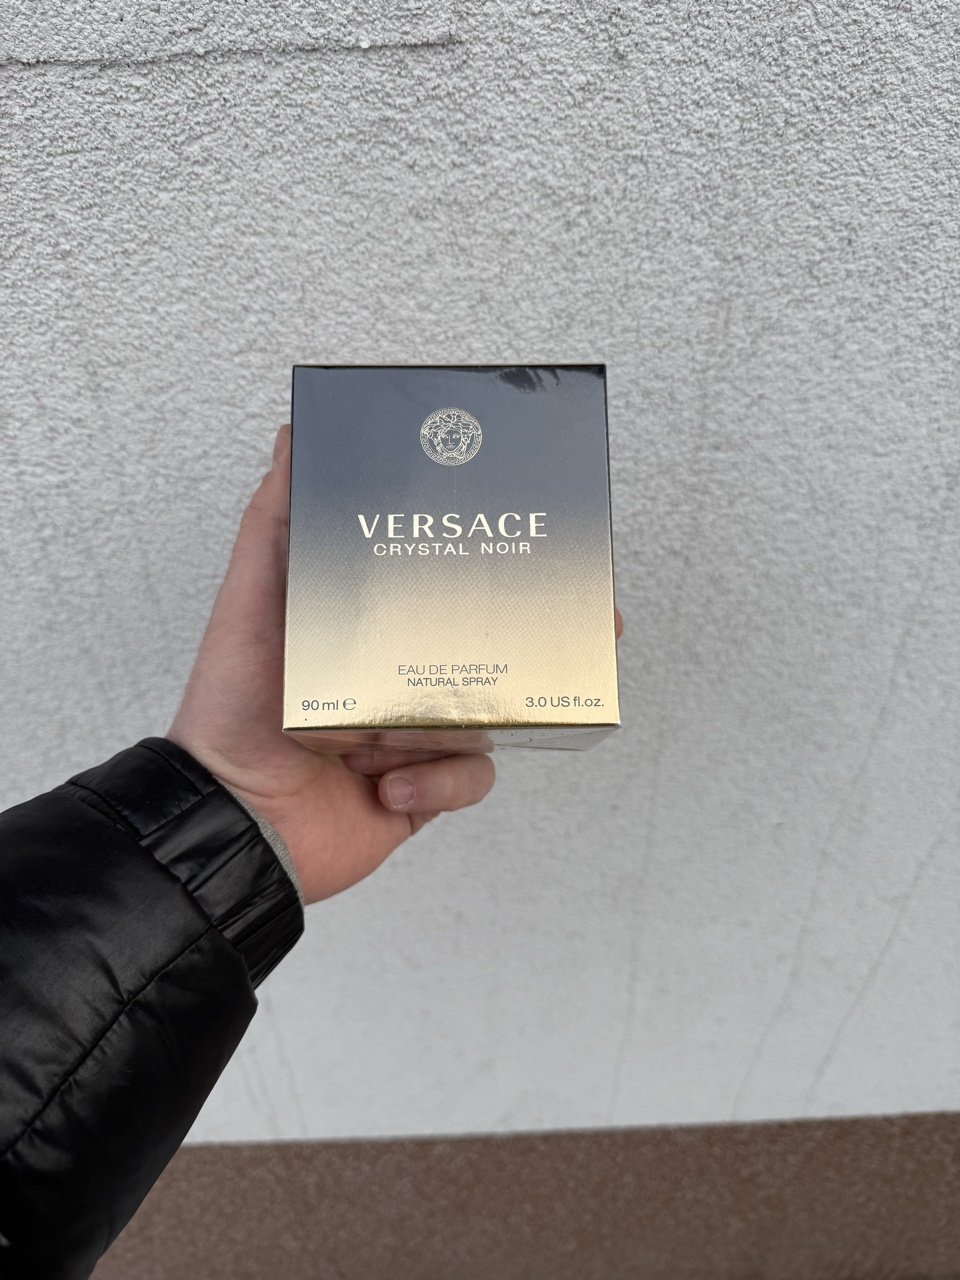 VERSACE
CRYSTAL NOIR
EAU DE PARFUM
NATURAL SPRAY
90 ml ℮ 3.0 US fl.oz.